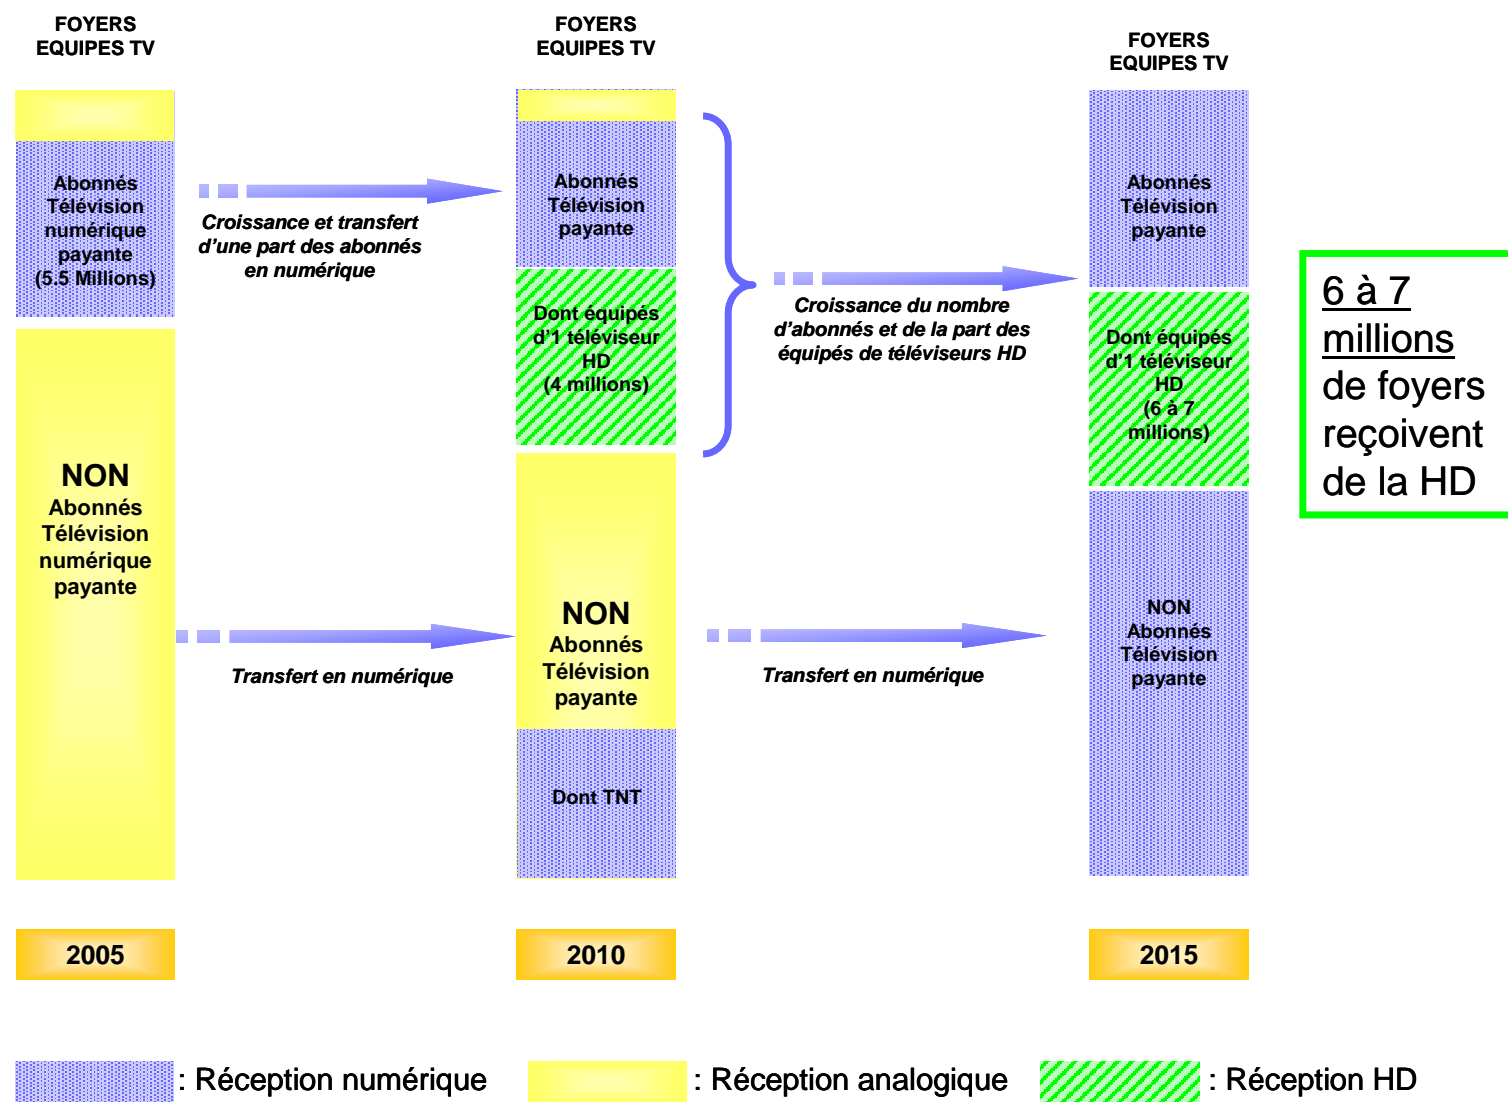 FOYERS
EQUIPES TV
Abonnés
Télévision
numérique
payante
(5.5 Millions)
NON
Abonnés
Télévision
numérique
payante
2005
Croissance et transfert
d'une part des abonnés
en numérique
Transfert en numérique
FOYERS
EQUIPES TV
Abonnés
Télévision
payante
Dont équipés
d'1 téléviseur
HD
(4 millions)
NON
Abonnés
Télévision
payante
Dont TNT
2010
Croissance du nombre
d'abonnés et de la part des
équipés de téléviseurs HD
Transfert en numérique
FOYERS
EQUIPES TV
Abonnés
Télévision
payante
Dont équipés
d'1 téléviseur
HD
(6 à 7
millions)
NON
Abonnés
Télévision
payante
2015
6 à 7
millions
de foyers
reçoivent
de la HD
: Réception numérique
: Réception analogique
: Réception HD